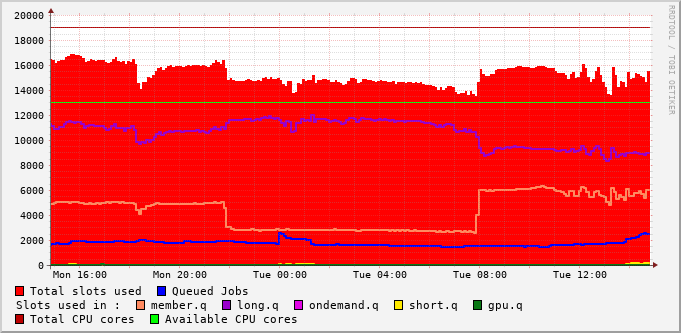 20000
18000
16000
14000
12000
10000
8000
6000
4000
2000
0
Mon 16:00 Mon 20:00 Tue 00:00 Tue 04:00 Tue 08:00 Tue 12:00
RRDTOOL / TOBI OETIKER
Total slots used Queued Jobs
Slots used in : member.q long.q ondemand.q short.q gpu.q
Total CPU cores Available CPU cores